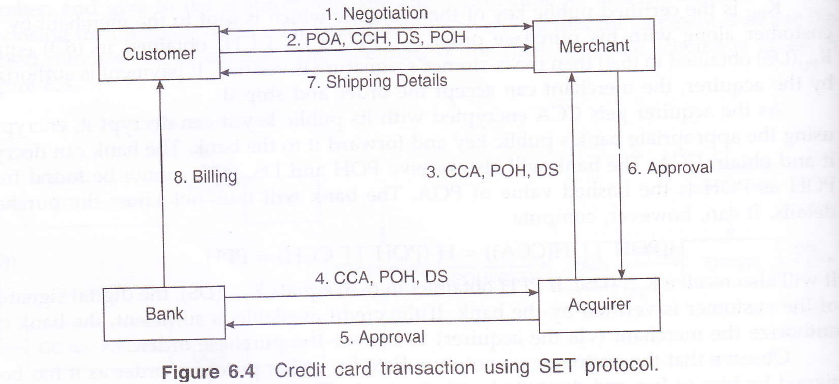 1. Negotiation
2. POA, CCH, DS, POH
Customer
Merchant
7. Shipping Details
8. Billing
3. CCA, POH, DS
6. Approval
4. CCA, POH, DS
Bank
Acquirer
5. Approval
Figure 6.4 Credit card transaction using SET protocol.